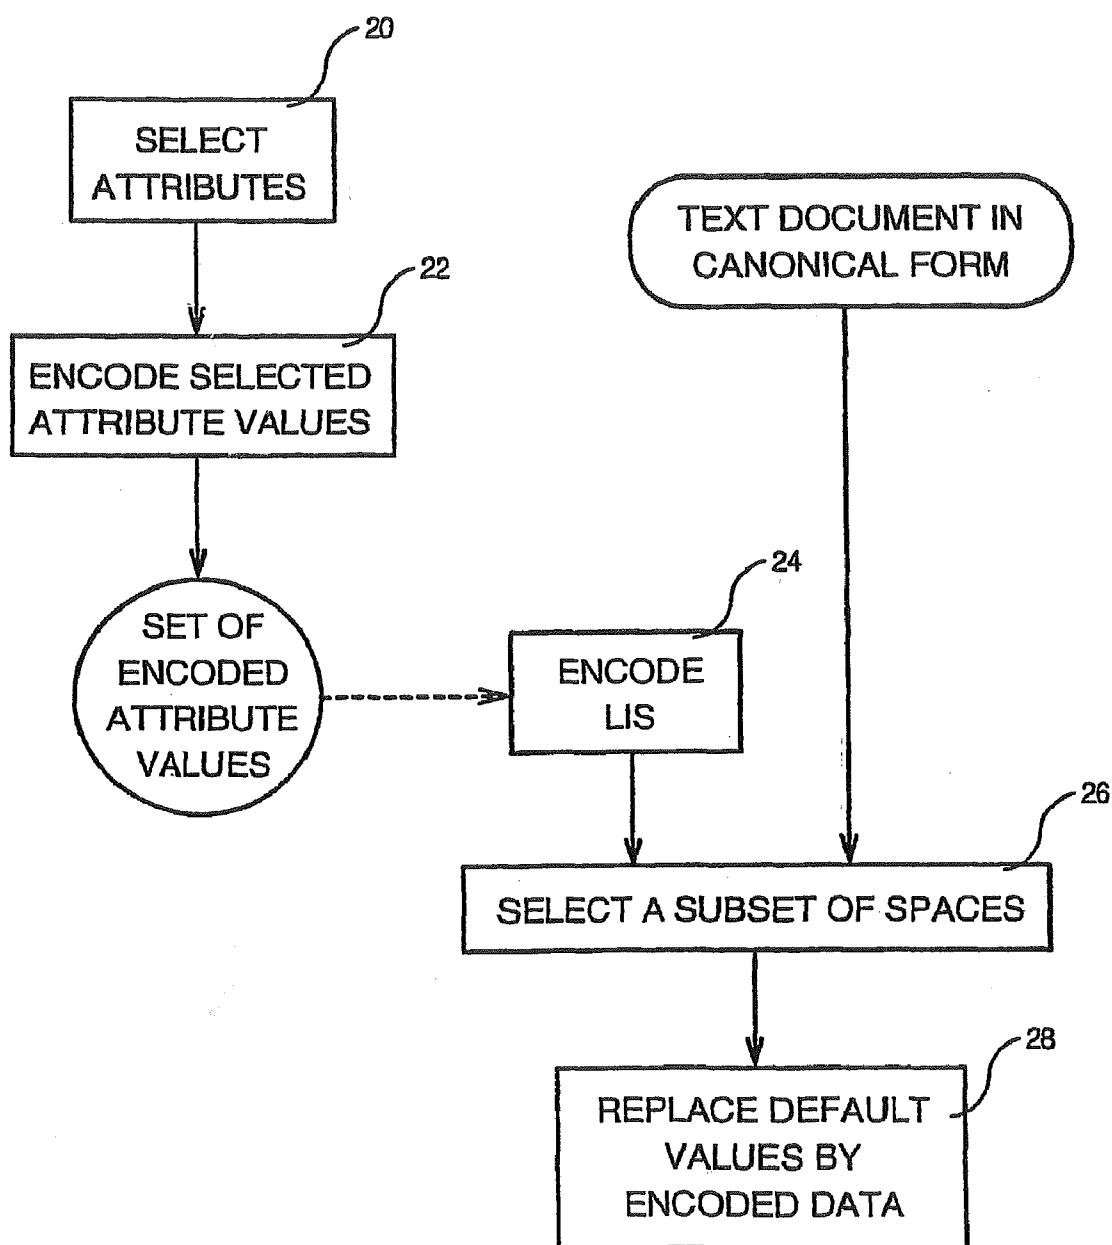 20
SELECT
ATTRIBUTES
TEXT DOCUMENT IN
CANONICAL FORM
22
ENCODE SELECTED
ATTRIBUTE VALUES
SET OF
ENCODED
ATTRIBUTE
VALUES
24
ENCODE
LIS
26
SELECT A SUBSET OF SPACES
28
REPLACE DEFAULT
VALUES BY
ENCODED DATA